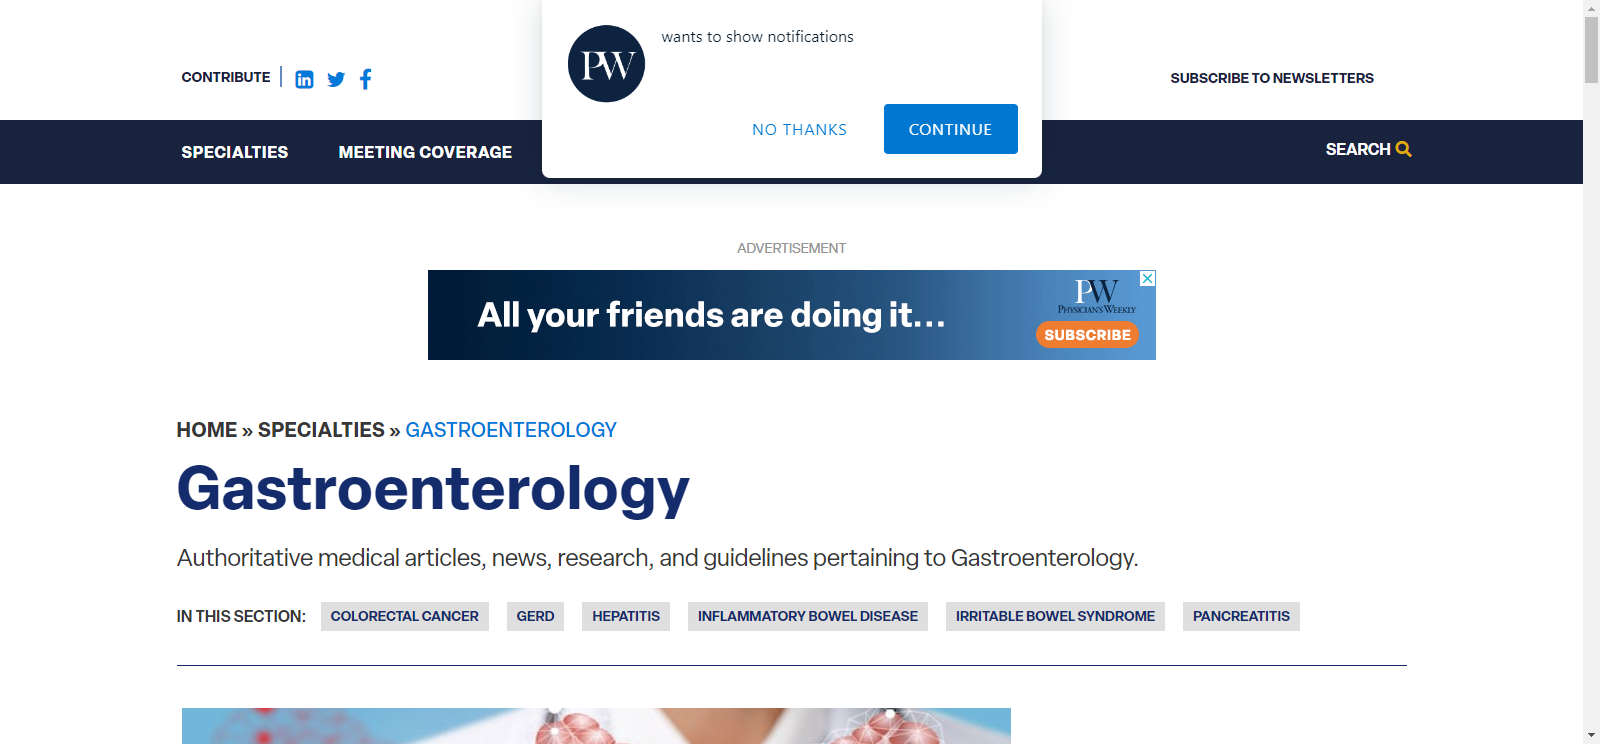 PW
wants to show notifications
NO THANKS
CONTINUE
CONTRIBUTE
SUBSCRIBE TO NEWSLETTERS
SPECIALTIES
MEETING COVERAGE
SEARCH
ADVERTISEMENT
All your friends are doing it...
PW
PHYSICIAN'S WEEKLY
SUBSCRIBE
HOME » SPECIALTIES » GASTROENTEROLOGY
Gastroenterology
Authoritative medical articles, news, research, and guidelines pertaining to Gastroenterology.
IN THIS SECTION: COLORECTAL CANCER GERD HEPATITIS INFLAMMATORY BOWEL DISEASE IRRITABLE BOWEL SYNDROME PANCREATITIS